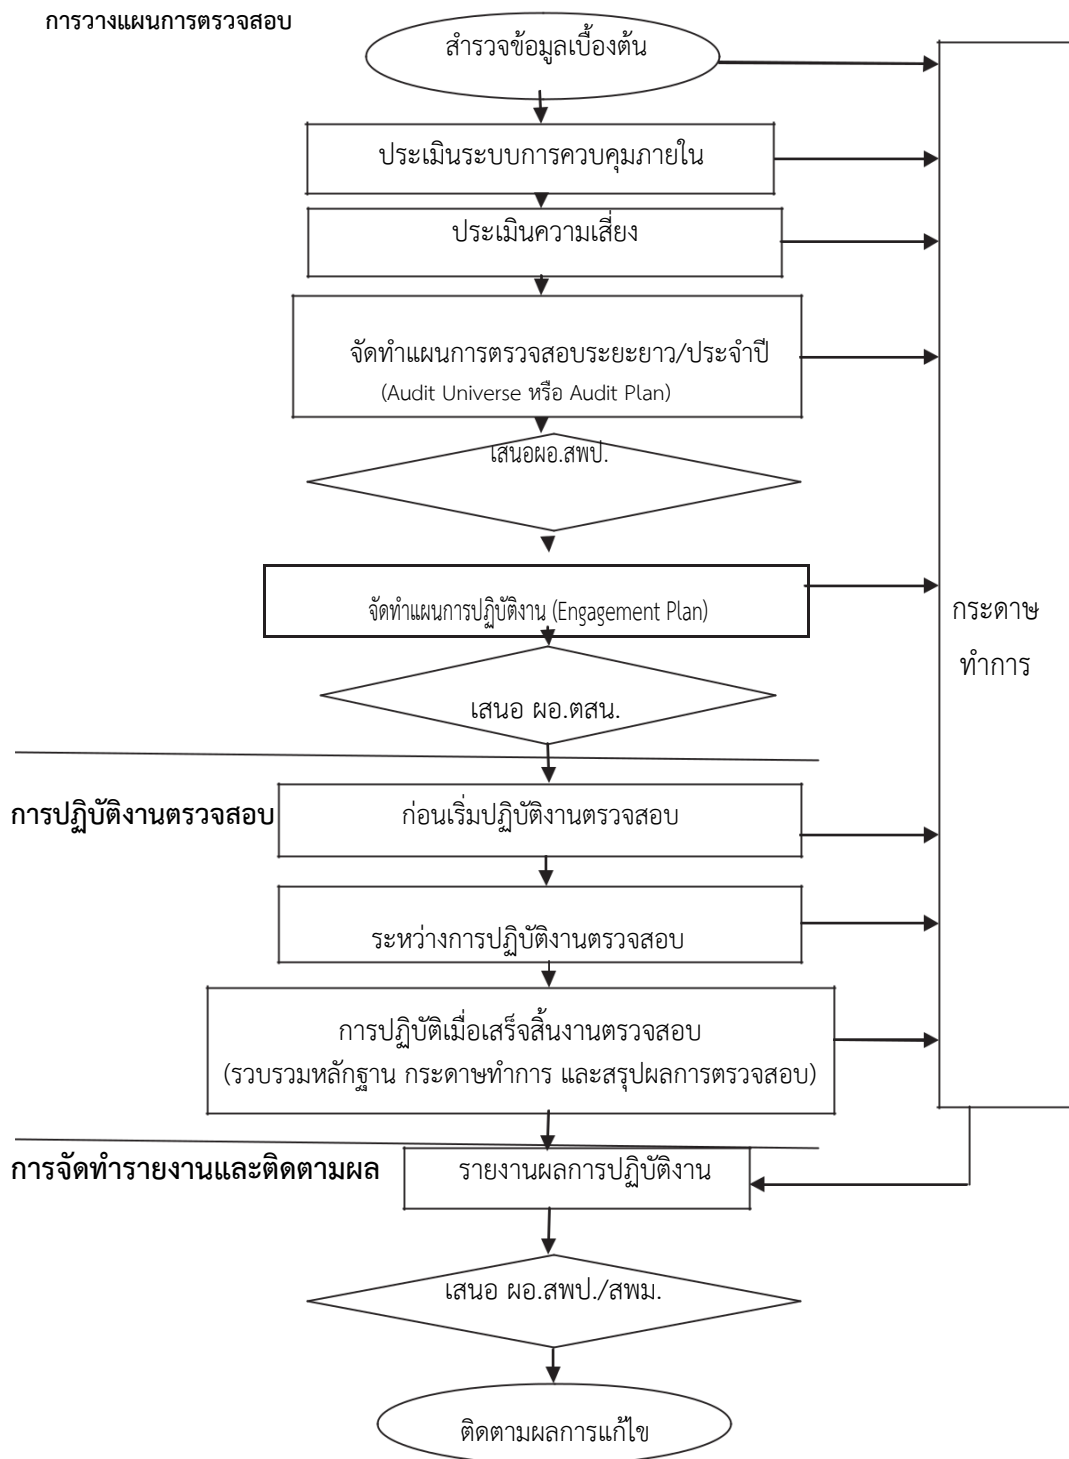 การวางแผนการตรวจสอบ
สำรวจข้อมูลเบื้องต้น
ประเมินระบบการควบคุมภายใน
ประเมินความเสี่ยง
จัดทำแผนการตรวจสอบระยะยาว/ประจำปี
(Audit Universe หรือ Audit Plan)
เสนอผอ.สพป.
จัดทำแผนการปฏิบัติงาน (Engagement Plan)
กระดาษ
ทำการ
เสนอ ผอ.ตสน.
การปฏิบัติงานตรวจสอบ
ก่อนเริ่มปฏิบัติงานตรวจสอบ
ระหว่างการปฏิบัติงานตรวจสอบ
การปฏิบัติเมื่อเสร็จสิ้นงานตรวจสอบ
(รวบรวมหลักฐาน กระดาษทำการ และสรุปผลการตรวจสอบ)
การจัดทำรายงานและติดตามผล
รายงานผลการปฏิบัติงาน
เสนอ ผอ.สพป./สพม.
ติดตามผลการแก้ไข